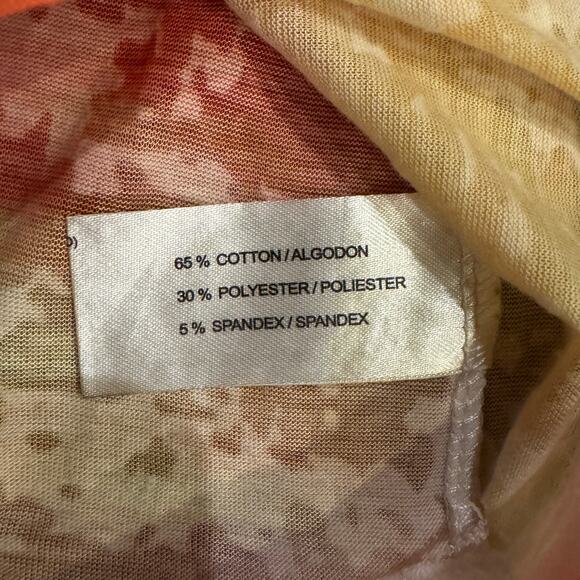 65 % COTTON / ALGODON
30 % POLYESTER / POLIESTER
5 % SPANDEX / SPANDEX